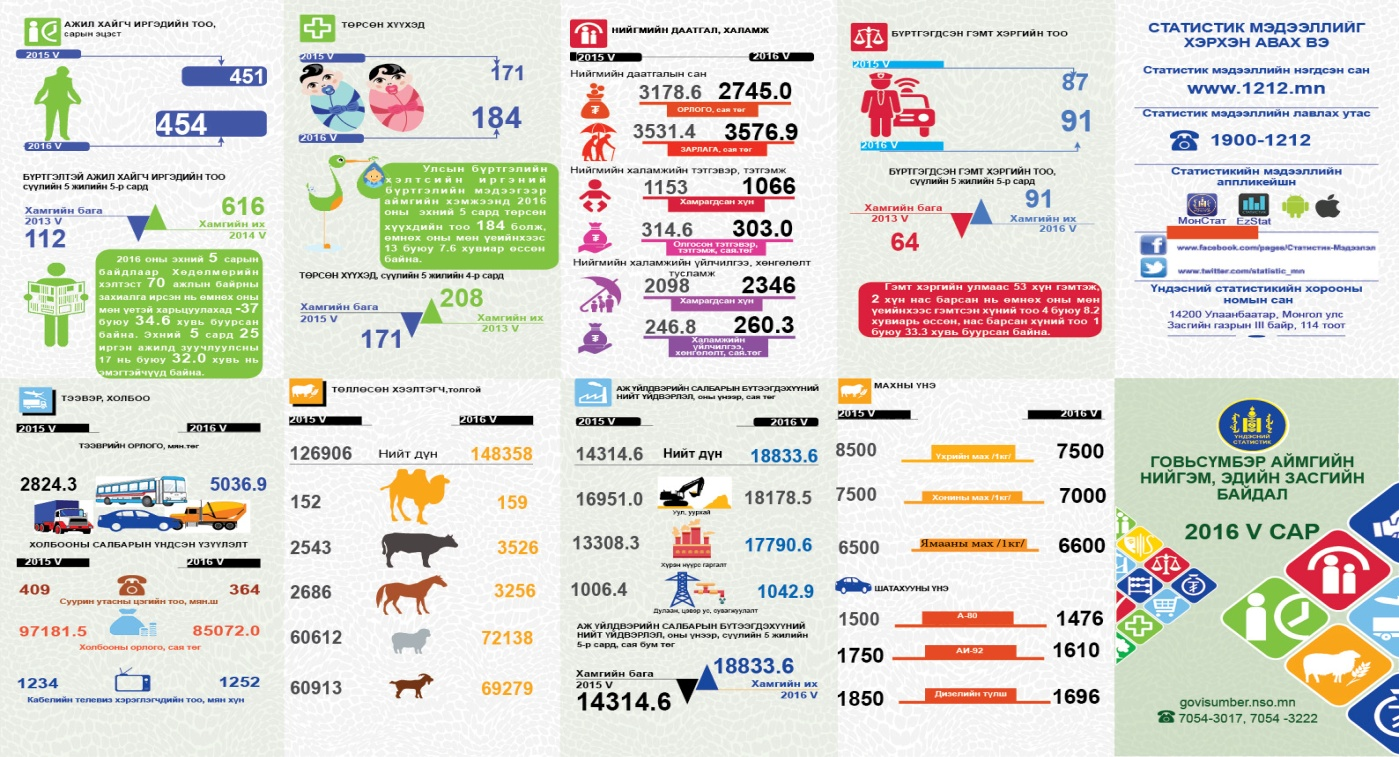 АЖИЛ ХАЙГЧ ИРГЭДИЙН ТОО,
сарын эцэст
2015 V
451
454
2016 V
БҮРТГЭЛТЭЙ АЖИЛ ХАЙГЧ ИРГЭДИЙН ТОО
сүүлийн 5 жилийн 5-р сард
Хамгийн бага
2013 V
112
616
Хамгийн их
2014 V
2016 оны эхний 5 сарын
байдлаар Хөдөлмөрийн
хэлтэст 70 ажлын байрны
захиалга ирсэн нь өмнөх оны
мөн үетэй харьцуулахад -37
буюу 34.6 хувь буурсан
байна. Эхний 5 сард 25
иргэн ажилд зуучлуулсны
17 нь буюу 32.0 хувь нь
эмэгтэйчүүд байна.
ТӨРСӨН ХҮҮХЭД
2015 V
171
184
2016 V
Улсын бүртгэлийн
хэлтсийн иргэний
бүртгэлийн мэдээгээр
аймгийн хэмжээнд 2016
оны эхний 5 сард төрсөн
хүүхдийн тоо 184 болж,
өмнөх оны мөн үеийнхээс
13 буюу 7.6 хувиар өссөн
байна.
ТӨРСӨН ХҮҮХЭД, сүүлийн 5 жилийн 4-р сард
Хамгийн бага
2015 V
171
208
Хамгийн их
2013 V
НИЙГМИЙН ДААТГАЛ, ХАЛАМЖ
2015 V
2016 V
Нийгмийн даатгалын сан
3178.6 2745.0
ОРЛОГО, сая төг
3531.4 3576.9
ЗАРЛАГА, сая төг
Нийгмийн халамжийн тэтгэвэр, тэтгэмж
1153 1066
Хамрагдсан хүн
314.6 303.0
Олгосон тэтгэвэр,
тэтгэмж, сая.төг
Нийгмийн халамжийн үйлчилгээ, хөнгөлөлт
тусламж
2098 2346
Хамрагдсан хүн
246.8 260.3
Халамжийн
үйлчилгээ,
хөнгөлөлт, сая.төг
БҮРТГЭГДСЭН ГЭМТ ХЭРГИЙН ТОО
2015 V
87
91
2016 V
БҮРТГЭГДСЭН ГЭМТ ХЭРГИЙН ТОО,
сүүлийн 5 жилийн 5-р сард
Хамгийн бага
2013 V
64
91
Хамгийн их
2016 V
Гэмт хэргийн улмаас 53 хүн гэмтэж,
2 хүн нас барсан нь өмнөх оны мөн
үеийнхээс гэмтсэн хүний тоо 4 буюу 8.2
хувиарь өссөн, нас барсан хүний тоо 1
буюу 33.3 хувь буурсан байна.
СТАТИСТИК МЭДЭЭЛЛИЙГ
ХЭРХЭН АВАХ ВЭ
Статистик мэдээллийн нэгдсэн сан
www.1212.mn
Статистик мэдээллийн лавлах утас
1900-1212
Статистикийн мэдээллийн
аппликейшн
МонСтат
EzStat
www.facebook.com/pages/Статистик-Мэдээлэл
www.twitter.com/statistic_mn
Үндэсний статистикийн хорооны
номын сан
14200 Улаанбаатар, Монгол улс
Засгийн газрын III байр, 114 тоот
ТЭЭВЭР, ХОЛБОО
2015 V
2016 V
ТЭЭВРИЙН ОРЛОГО, мян.төг
2824.3
5036.9
ХОЛБООНЫ САЛБАРЫН ҮНДСЭН ҮЗҮҮЛЭЛТ
2015 V
2016 V
409
364
Суурин утасны цэгийн тоо, мян.ш
97181.5
85072.0
Холбооны орлого, сая төг
1234
1252
Кабелийн телевиз хэрэглэгчдийн тоо, мян хүн
ТӨЛЛӨСӨН ХЭЭЛТЭГЧ,толгой
2015 V
2016 V
126906 Нийт дүн 148358
152
159
2543
3526
2686
3256
60612
72138
60913
69279
АЖ ҮЙЛДВЭРИЙН САЛБАРЫН БҮТЭЭГДЭХҮҮНИЙ
НИЙТ ҮЙДВЭРЛЭЛ, оны үнээр, сая төг
2015 V
2016 V
14314.6 Нийт дүн 18833.6
16951.0
18178.5
Уул, уурхай
13308.3
17790.6
Хүрэн нүүрс гаргалт
1006.4
1042.9
Дулаан, цэвэр ус, сувагжуулалт
АЖ ҮЙЛДВЭРИЙН САЛБАРЫН БҮТЭЭГДЭХҮҮНИЙ
НИЙТ ҮЙДВЭРЛЭЛ, оны үнээр, сүүлийн 5 жилийн
5-р сард, сая бум төг
Хамгийн бага
2015 V
14314.6
18833.6
Хамгийн их
2016 V
МАХНЫ ҮНЭ
2015 V
2016 V
8500
Үхрийн мах /1кг/
7500
7500
Хонины мах /1кг/
7000
6500
Ямааны мах /1кг/
6600
ШАТАХУУНЫ ҮНЭ
1500
А-80
1476
1750
АИ-92
1610
1850
Дизелийн түлш
1696
ҮНДЭСНИЙ
СТАТИСТИК
ГОВЬСҮМБЭР АЙМГИЙН
НИЙГЭМ, ЭДИЙН ЗАСГИЙН
БАЙДАЛ
2016 V САР
govisumber.nso.mn
7054-3017, 7054 -3222